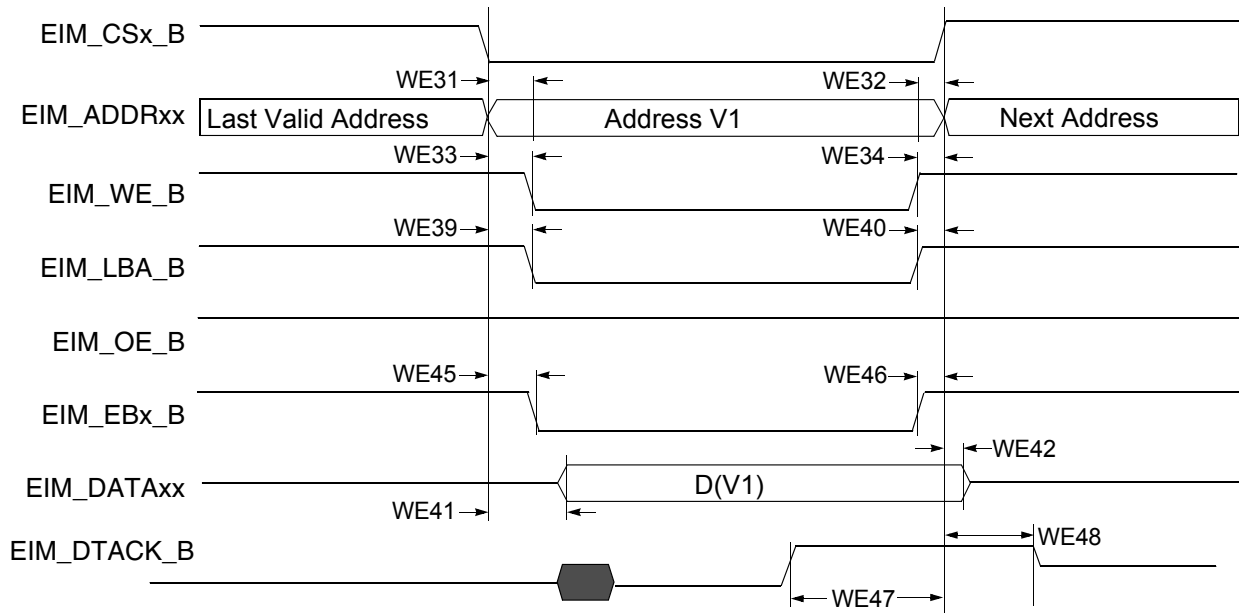 EIM_CSx_B
WE31
WE32
EIM_ADDRxx
Last Valid Address
Address V1
Next Address
WE33
WE34
EIM_WE_B
WE39
WE40
EIM_LBA_B
EIM_OE_B
WE45
WE46
EIM_EBx_B
WE42
EIM_DATAxx
D(V1)
WE41
EIM_DTACK_B
WE48
WE47